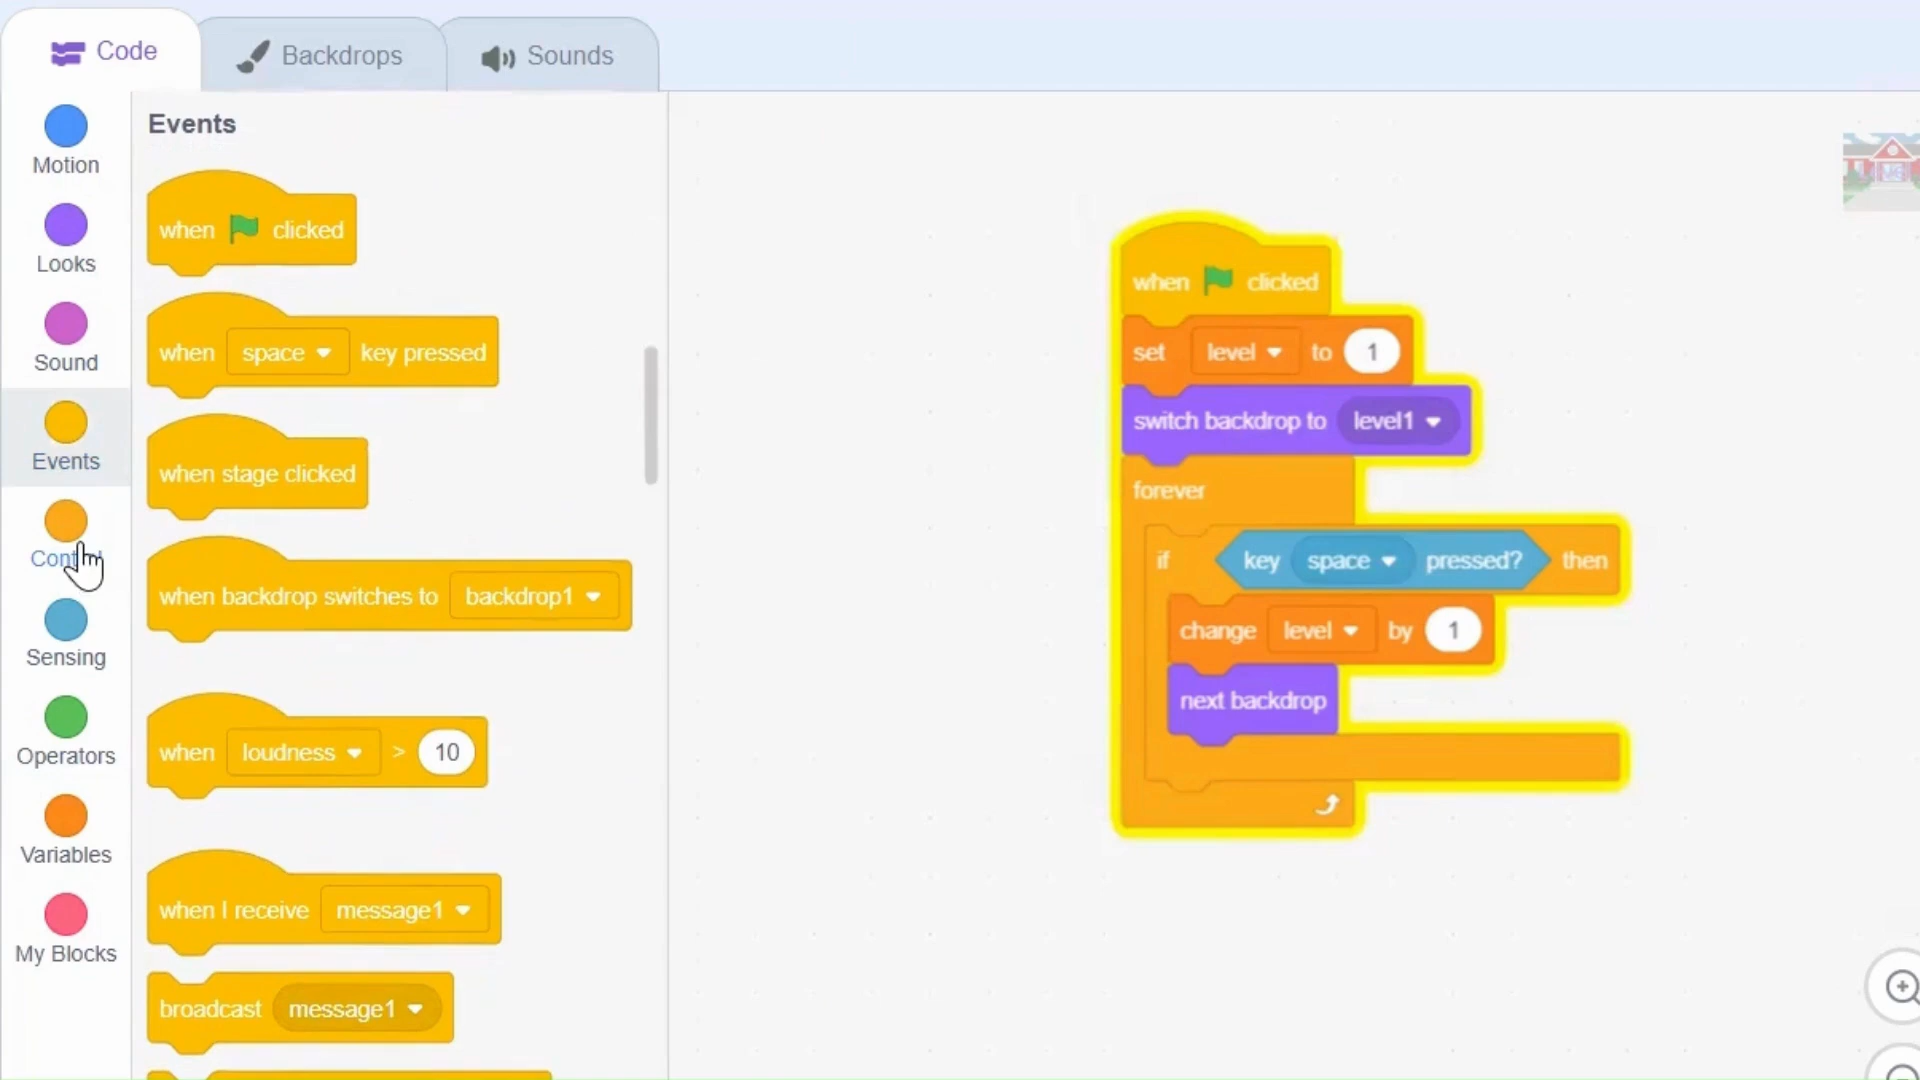 Code
Backdrops
Sounds
Motion
Looks
Sound
Events
Control
Sensing
Operators
Variables
My Blocks
Events
when clicked
when space key pressed
when stage clicked
when backdrop switches to backdrop1
when loudness > 10
when I receive message1
broadcast message1
when clicked
set level to 1
switch backdrop to level1
forever
if key space pressed? then
change level by 1
next backdrop